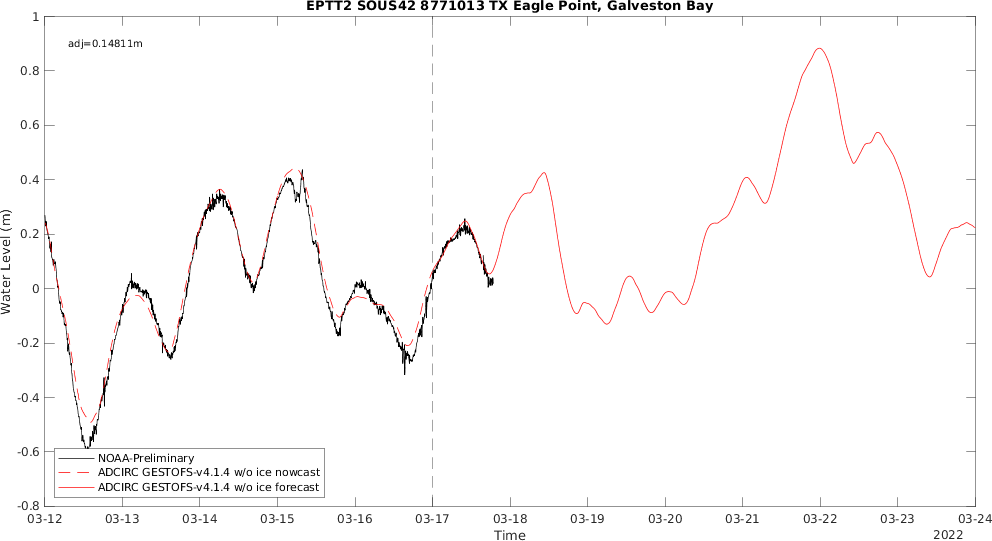 EPTT2 SOUS42 8771013 TX Eagle Point, Galveston Bay
adj=0.14811m
1
0.8
0.6
0.4
0.2
0
-0.2
-0.4
-0.6
-0.8
Water Level (m)
NOAA-Preliminary
ADCIRC GESTOFS-v4.1.4 w/o ice nowcast
ADCIRC GESTOFS-v4.1.4 w/o ice forecast
03-12 03-13 03-14 03-15 03-16 03-17 03-18 03-19 03-20 03-21 03-22 03-23 03-24
Time
2022